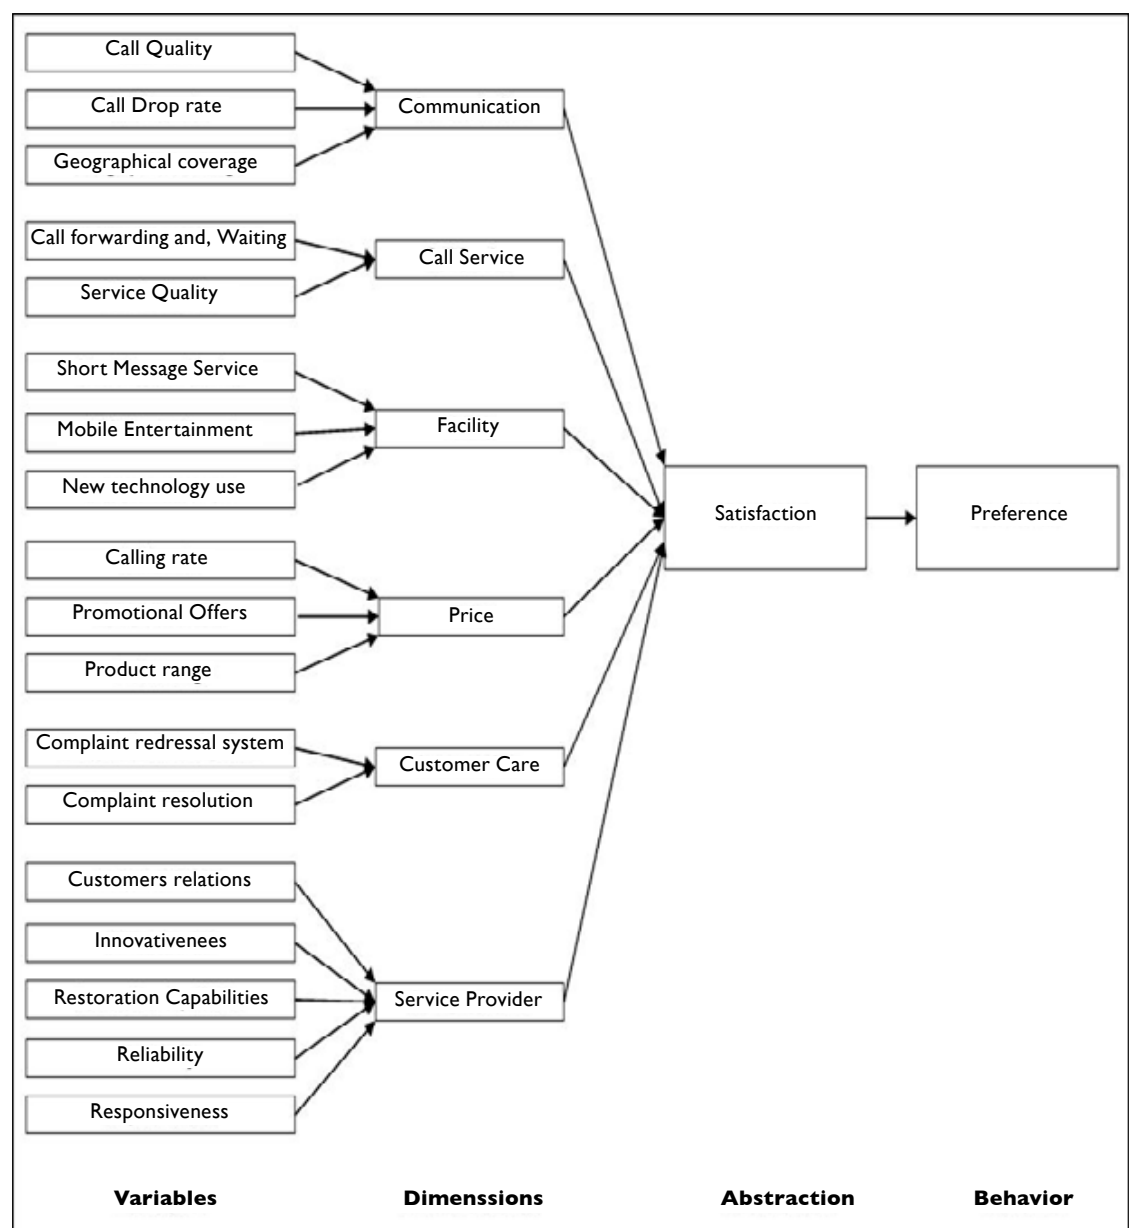 Call Quality
Call Drop rate
Communication
Geographical coverage
Call forwarding and, Waiting
Call Service
Service Quality
Short Message Service
Mobile Entertainment
Facility
New technology use
Satisfaction
Preference
Calling rate
Promotional Offers
Price
Product range
Complaint redressal system
Customer Care
Complaint resolution
Customers relations
Innovativenees
Restoration Capabilities
Service Provider
Reliability
Responsiveness
Variables
Dimenssions
Abstraction
Behavior